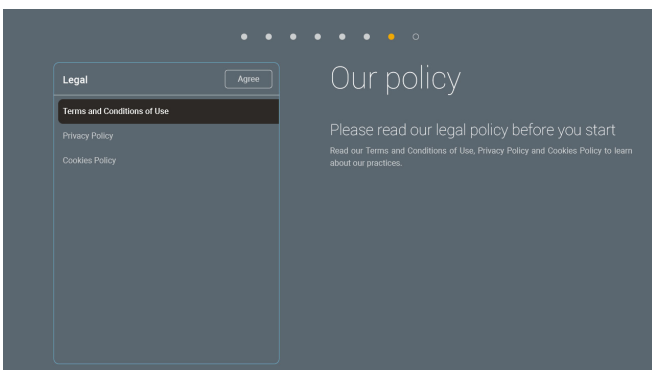 Legal
Agree
Terms and Conditions of Use
Privacy Policy
Cookies Policy
Our policy
Please read our legal policy before you start
Read our Terms and Conditions of Use, Privacy Policy and Cookies Policy to learn
about our practices.